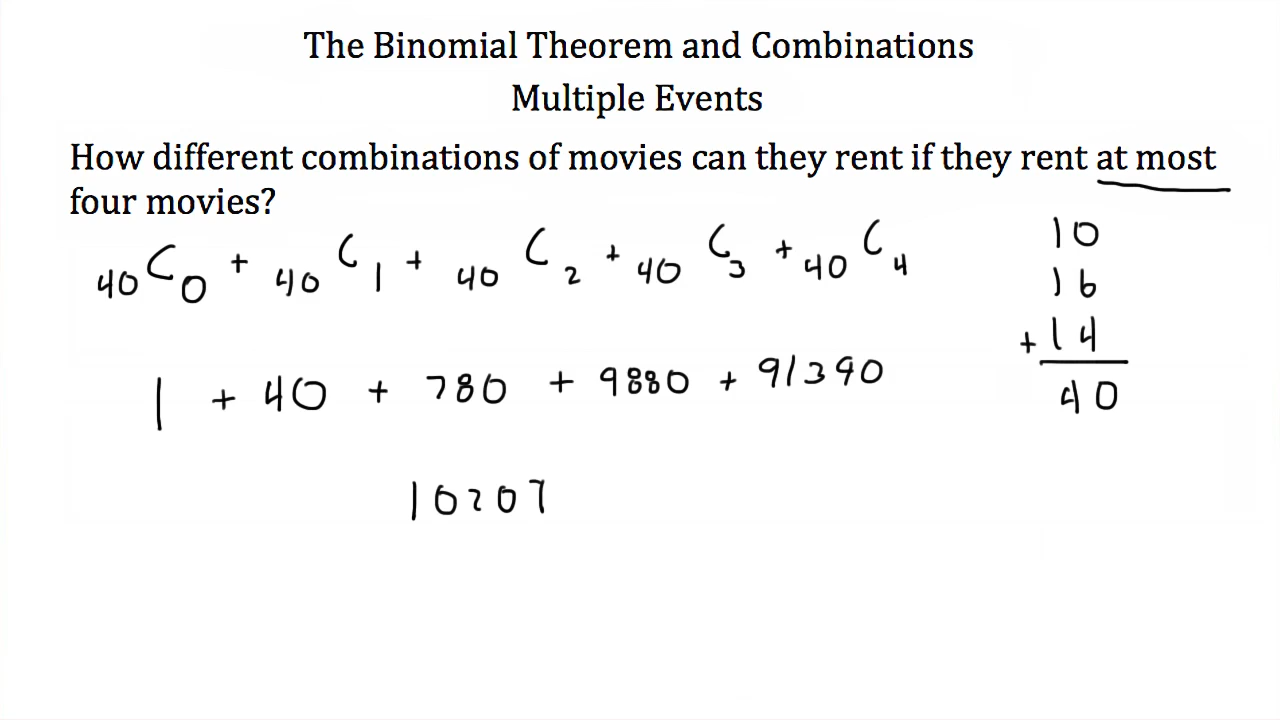 The Binomial Theorem and Combinations
Multiple Events
How different combinations of movies can they rent if they rent at most
four movies?
40C0 + 40C1 + 40C2 + 40C3 + 40C4
1 + 40 + 780 + 9880 + 91390
10207
10
16
+14
40